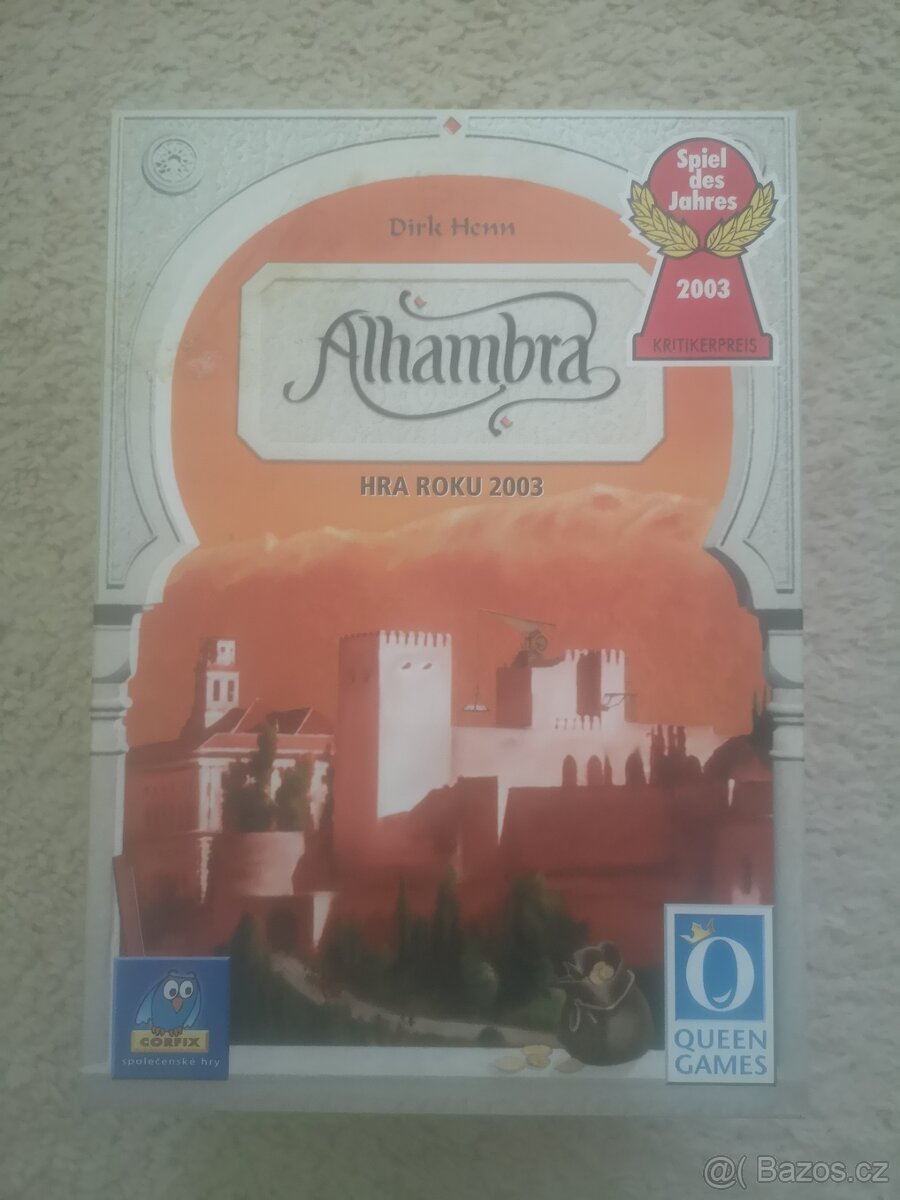 Spiel
des
Jahres
2003
KRITIKERPREIS
Dirk Henn
Alhambra
HRA ROKU 2003
CORFIX
společenské hry
QUEEN
GAMES
@( Bazos.cz